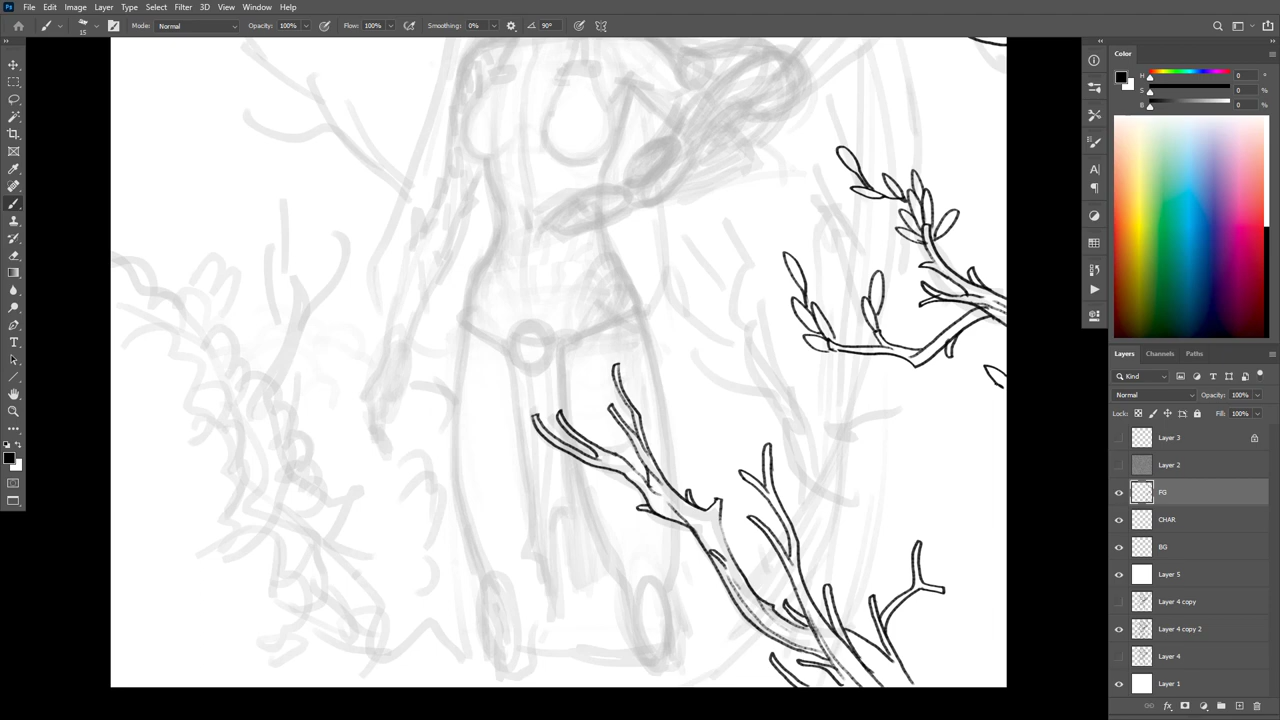 Ps File Edit Image Layer Type Select Filter 3D View Window Help
15 Mode: Normal Opacity: 100% Flow: 100% Smoothing: 0% 90°
Color
H 0 °
S 0 %
B 0 %
Layers Channels Paths
Kind
Normal Opacity: 100%
Lock: Fill: 100%
Layer 3
Layer 2
FG
CHAR
BG
Layer 5
Layer 4 copy
Layer 4 copy 2
Layer 4
Layer 1